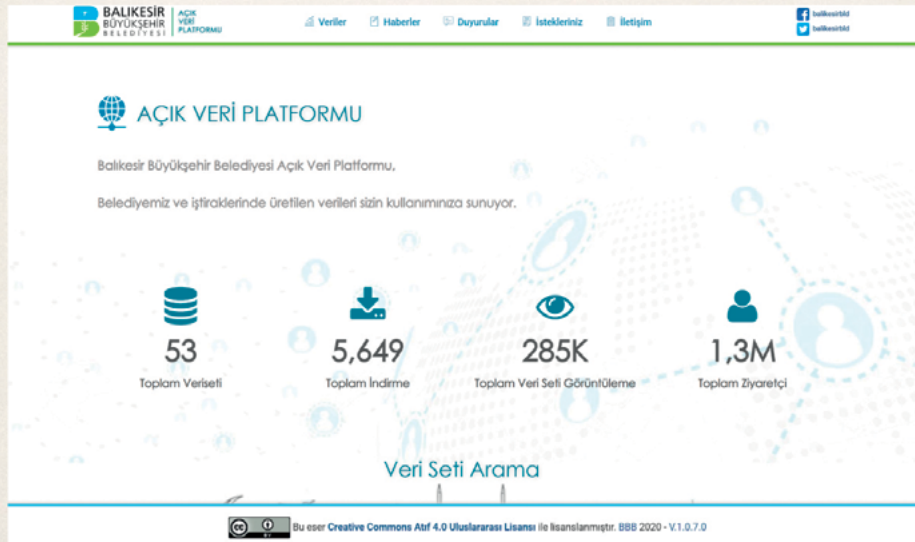 BALIKESİR
BÜYÜKŞEHİR
BELEDİYESİ
AÇIK
VERİ
PLATFORMU
Veriler
Haberler
Duyurular
İstekleriniz
İletişim
balikesirbld
balikesirbld
AÇIK VERİ PLATFORMU
Balıkesir Büyükşehir Belediyesi Açık Veri Platformu,
Belediyemiz ve iştiraklerinde üretilen verileri sizin kullanımınıza sunuyor.
53
Toplam Veriseti
5,649
Toplam İndirme
285K
Toplam Veri Seti Görüntüleme
1,3M
Toplam Ziyaretçi
Veri Seti Arama
cc BY
Bu eser Creative Commons Atıf 4.0 Uluslararası Lisansı ile lisanslanmıştır. BBB 2020 - V.1.0.7.0